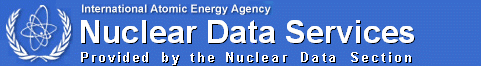 International Atomic Energy Agency
Nuclear Data Services
Provided by the Nuclear Data Section